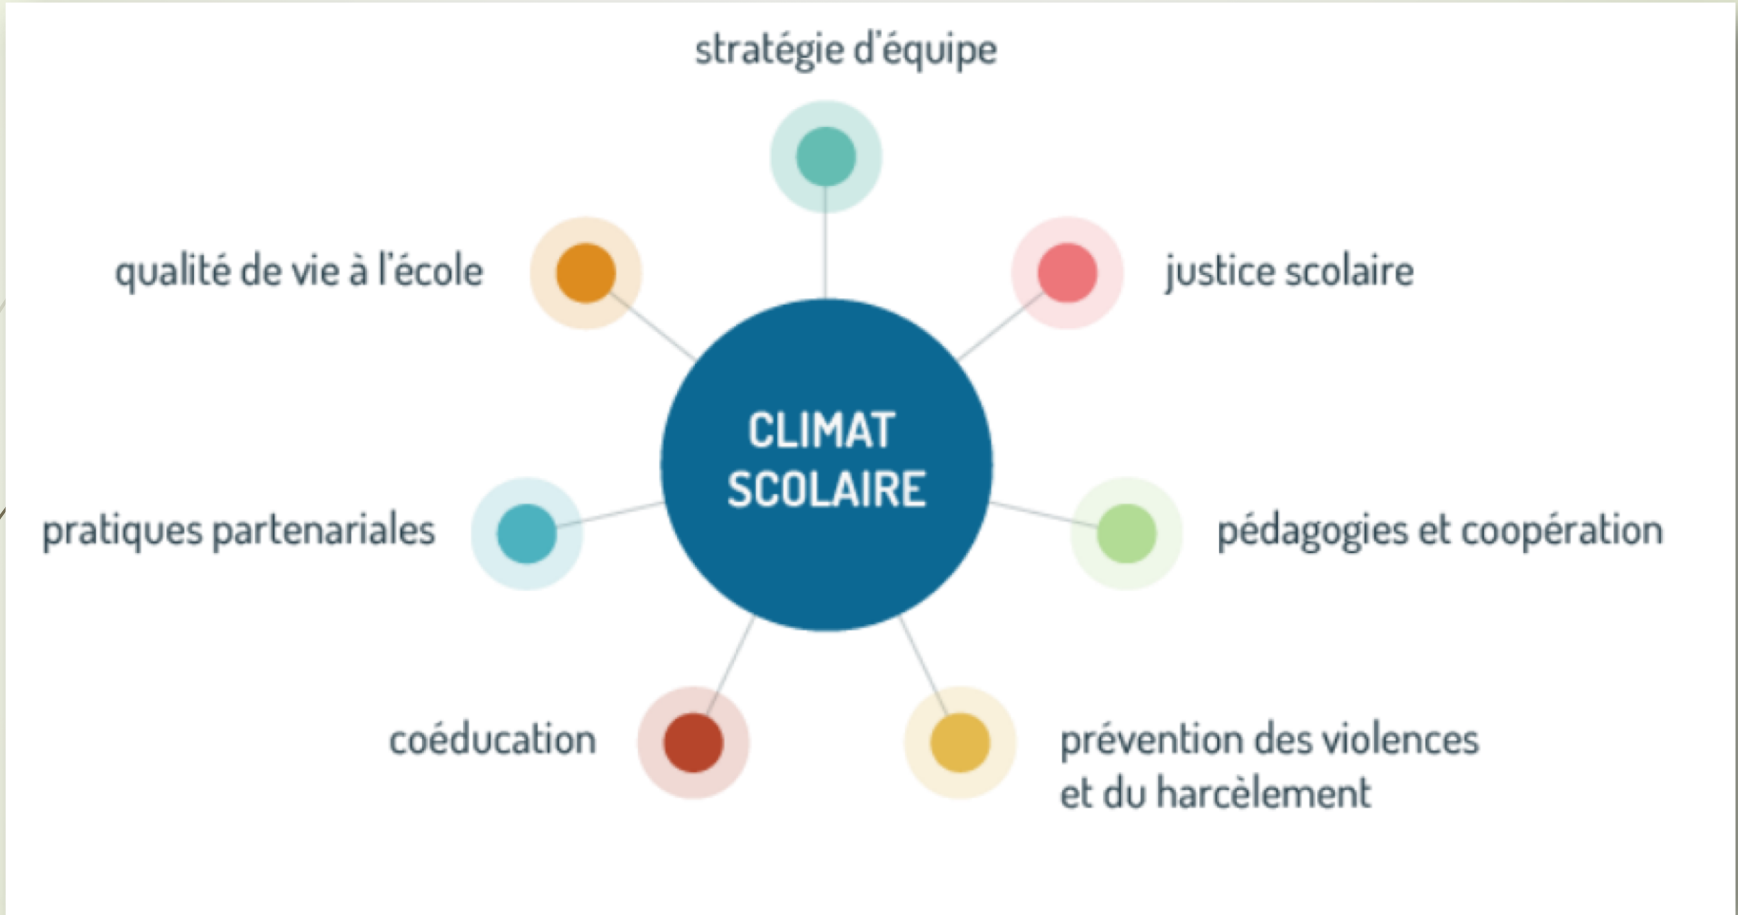 stratégie d'équipe
qualité de vie à l'école
justice scolaire
CLIMAT
SCOLAIRE
pratiques partenariales
pédagogies et coopération
coéducation
prévention des violences
et du harcèlement